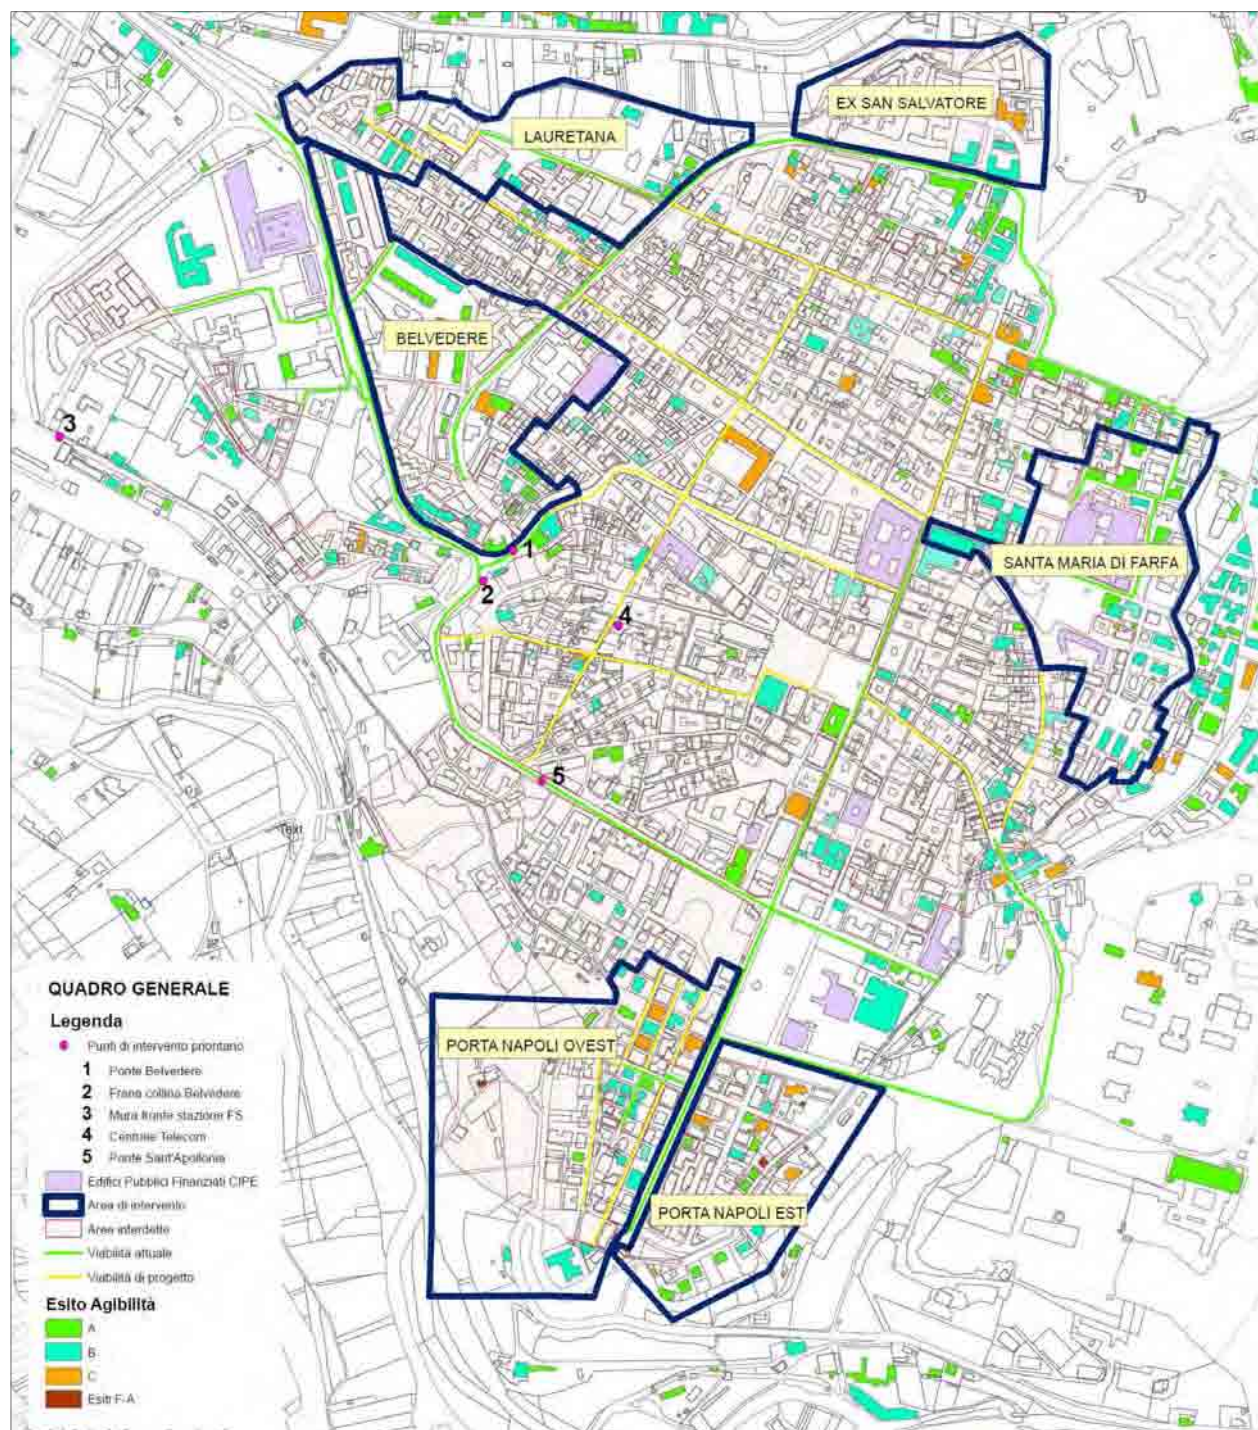 EX SAN SALVATORE
LAURETANA
BELVEDERE
3
1
SANTA MARIA DI FARFA
2
4
5
Text
QUADRO GENERALE
Legenda
PORTA NAPOLI OVEST
Punti di intervento prioritario
1 Ponte Belvedere
2 Frana collina Belvedere
3 Mura fronte stazione FS
4 Centrale Telecom
5 Ponte Sant'Apollonia
Edifici Pubblici Finanziati CIPE
Area di intervento
PORTA NAPOLI EST
Aree interdette
Viabilità attuale
Viabilità di progetto
Esito Agibilità
A
B
C
Esiti F-A